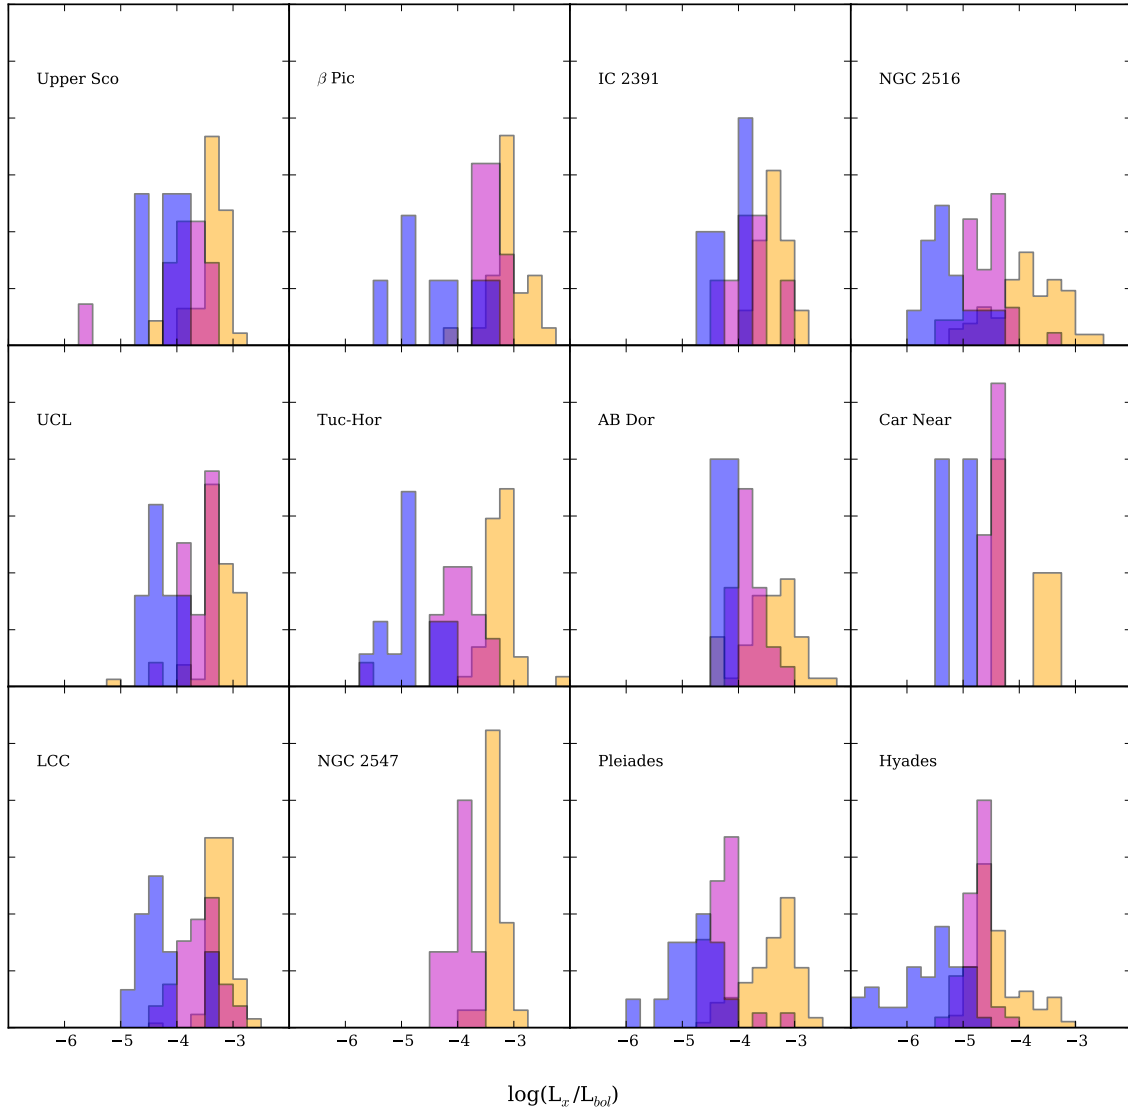 Upper Sco
β Pic
IC 2391
NGC 2516
UCL
Tuc-Hor
AB Dor
Car Near
LCC
NGC 2547
Pleiades
Hyades
−6 −5 −4 −3 −6 −5 −4 −3 −6 −5 −4 −3 −6 −5 −4 −3
log(Lₓ/L_bol)